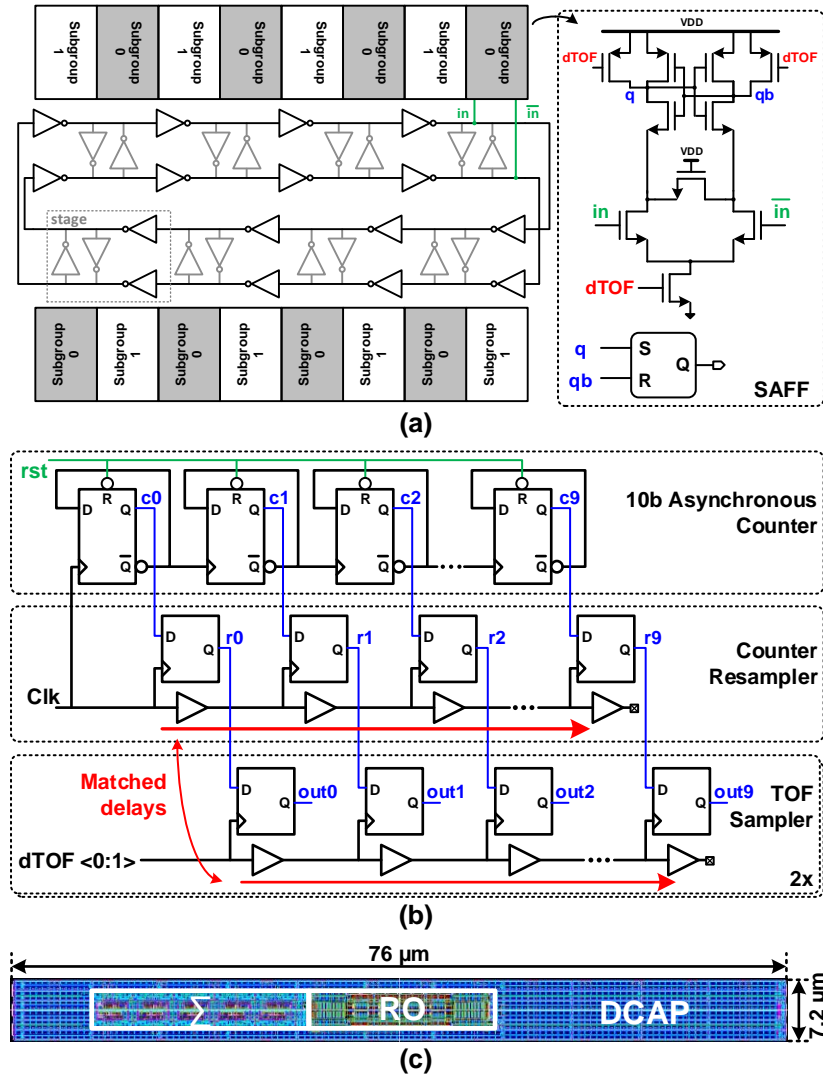 Subgroup 1
Subgroup 0
Subgroup 1
Subgroup 0
Subgroup 1
Subgroup 0
Subgroup 1
Subgroup 0
in
in
stage
Subgroup 0
Subgroup 1
Subgroup 0
Subgroup 1
Subgroup 0
Subgroup 1
Subgroup 0
Subgroup 1
VDD
dTOF
dTOF
q
qb
VDD
in
in
dTOF
q
S
Q
qb
R
SAFF
(a)
rst
R
D
Q
Q
c0
R
D
Q
Q
c1
R
D
Q
Q
c2
R
D
Q
Q
c9
10b Asynchronous
Counter
D
Q
r0
D
Q
r1
D
Q
r2
D
Q
r9
Counter
Resampler
Clk
Matched
delays
D
Q
out0
D
Q
out1
D
Q
out2
D
Q
out9
TOF
Sampler
dTOF <0:1>
2x
(b)
76 µm
Σ
RO
DCAP
7.2 µm
(c)